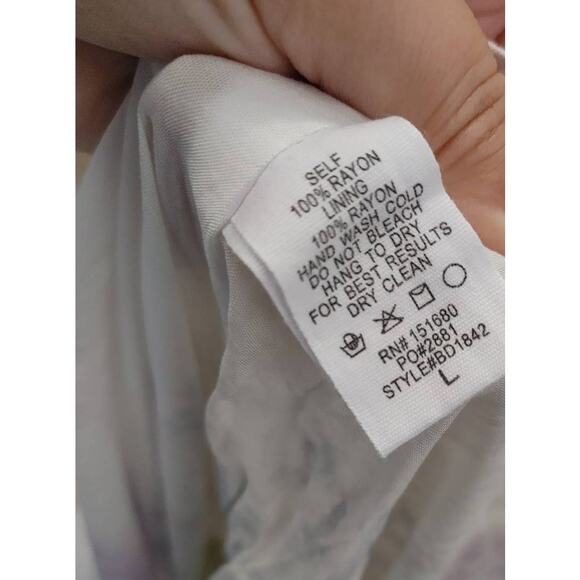 SELF
100% RAYON
LINING
100% RAYON
HAND WASH COLD
DO NOT BLEACH
HANG TO DRY
FOR BEST RESULTS
DRY CLEAN
RN# 151680
PO#2881
STYLE#BD1842
L